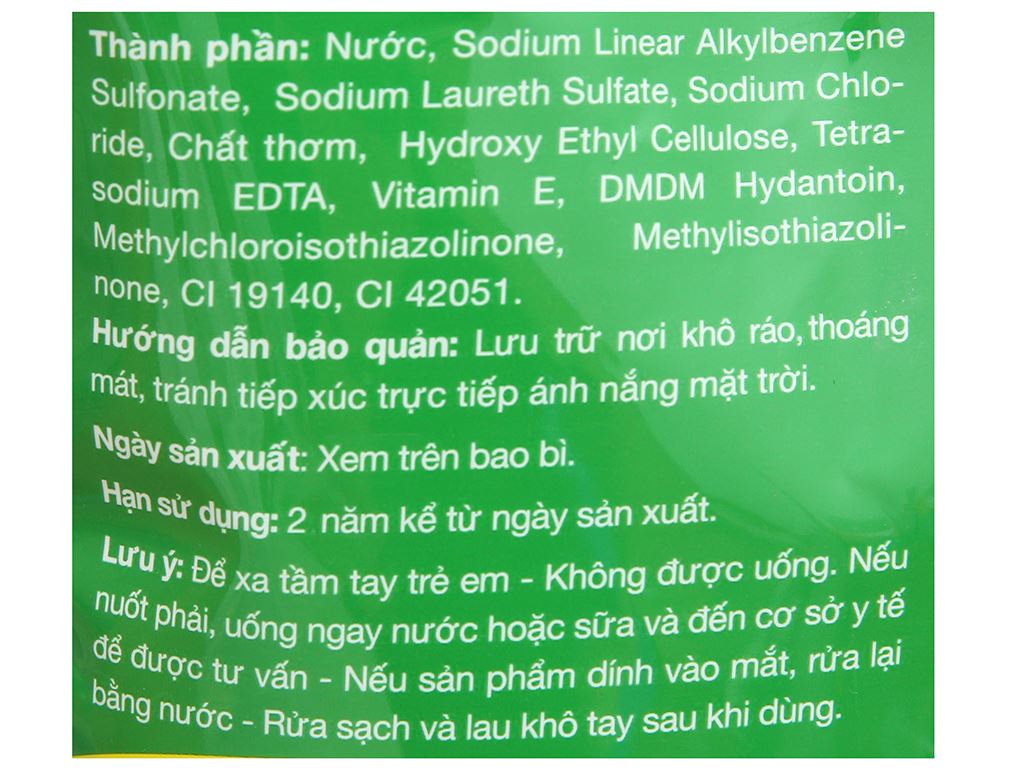 Thành phần: Nước, Sodium Linear Alkylbenzene
Sulfonate, Sodium Laureth Sulfate, Sodium Chlo-
ride, Chất thơm, Hydroxy Ethyl Cellulose, Tetra-
sodium EDTA, Vitamin E, DMDM Hydantoin,
Methylchloroisothiazolinone, Methylisothiazoli-
none, CI 19140, CI 42051.
Hướng dẫn bảo quản: Lưu trữ nơi khô ráo, thoáng
mát, tránh tiếp xúc trực tiếp ánh nắng mặt trời.
Ngày sản xuất: Xem trên bao bì.
Hạn sử dụng: 2 năm kể từ ngày sản xuất.
Lưu ý: Để xa tầm tay trẻ em - Không được uống. Nếu
nuốt phải, uống ngay nước hoặc sữa và đến cơ sở y tế
để được tư vấn - Nếu sản phẩm dính vào mắt, rửa lại
bằng nước - Rửa sạch và lau khô tay sau khi dùng.